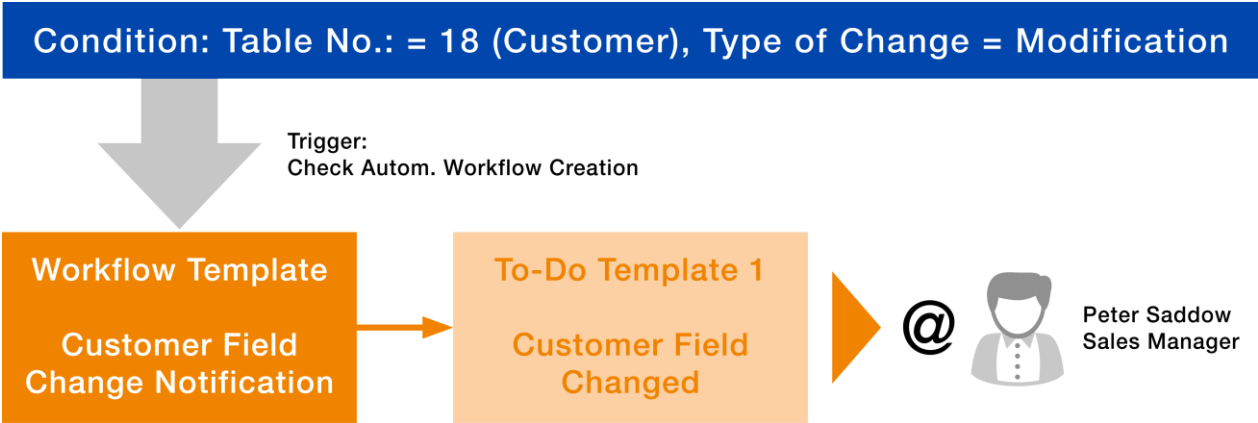 Condition: Table No.: = 18 (Customer), Type of Change = Modification
Trigger:
Check Autom. Workflow Creation
Workflow Template
Customer Field
Change Notification
To-Do Template 1
Customer Field
Changed
@
Peter Saddow
Sales Manager